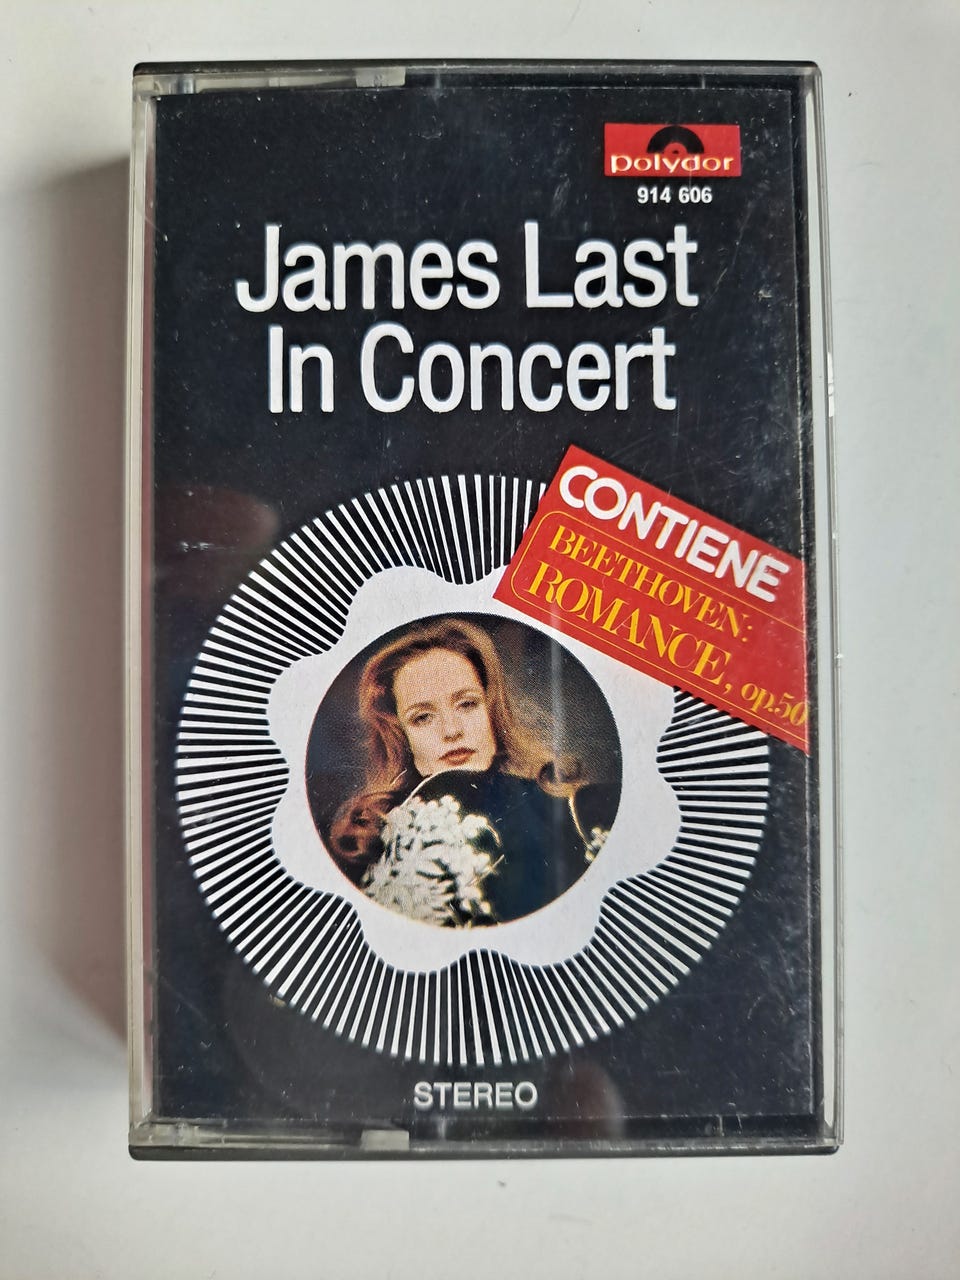 polydor
914 606
James Last
In Concert
CONTIENE
BEETHOVEN:
ROMANCE, op.50
STEREO